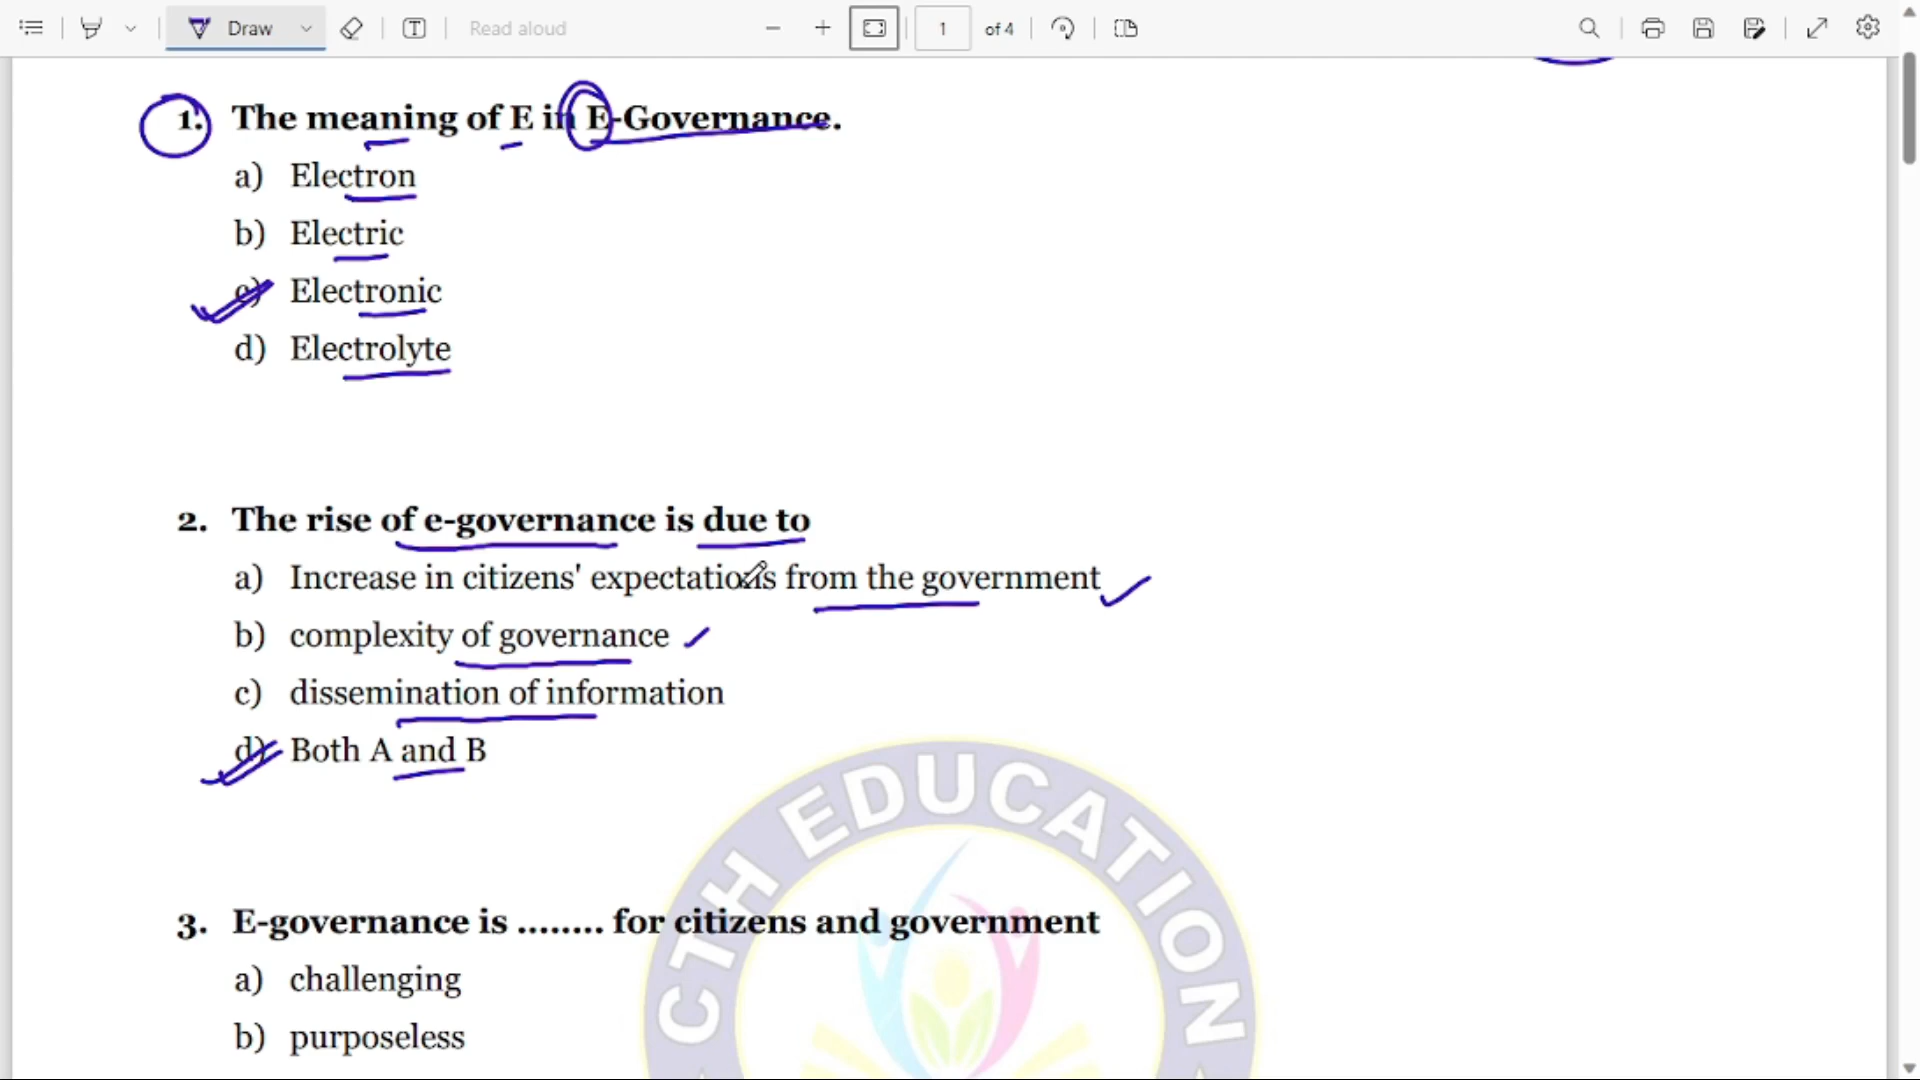 Draw
Read aloud
1
of 4
1. The meaning of E in E-Governance.
a) Electron
b) Electric
c) Electronic
d) Electrolyte
2. The rise of e-governance is due to
a) Increase in citizens' expectations from the government
b) complexity of governance
c) dissemination of information
d) Both A and B
3. E-governance is ........ for citizens and government
a) challenging
b) purposeless
CTH EDUCATION